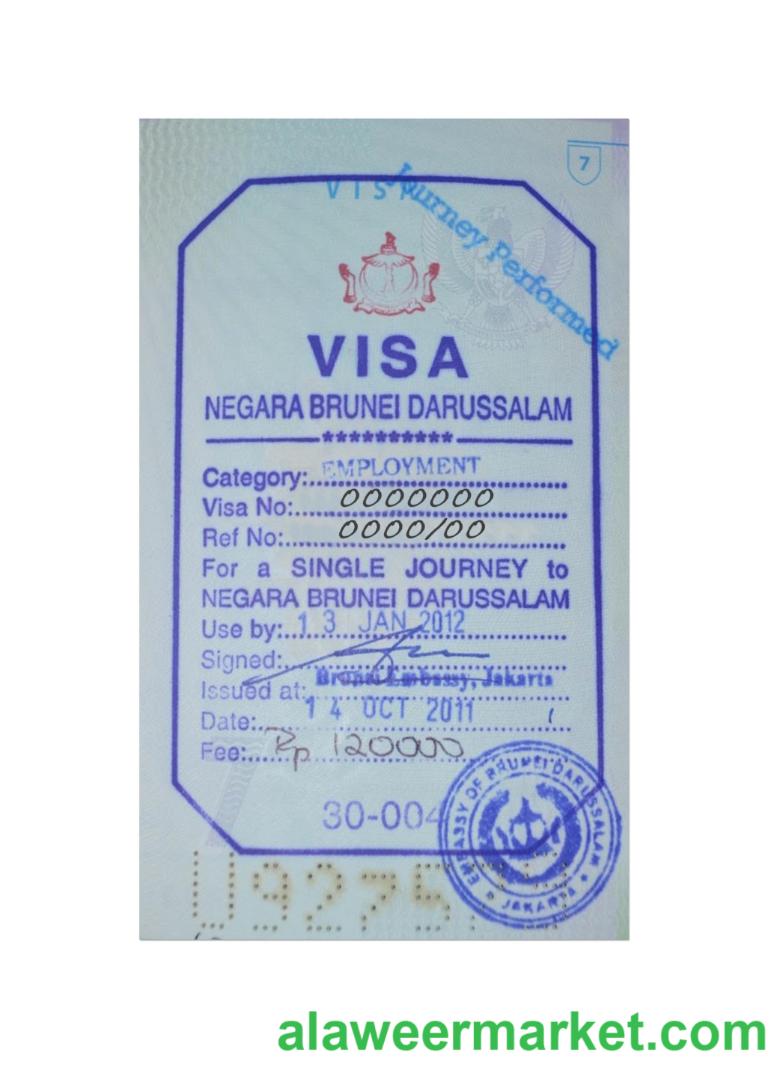 7
VISA
Journey Performed
VISA
NEGARA BRUNEI DARUSSALAM
**********
Category: EMPLOYMENT
Visa No: 0000000
Ref No: 0000/00
For a SINGLE JOURNEY to
NEGARA BRUNEI DARUSSALAM
Use by: 13 JAN 2012
Signed:
Issued at: Brunei Embassy, Jakarta
Date: 14 OCT 2011
Fee: Rp 120000
30-004
EMBASSY OF BRUNEI DARUSSALAM
JAKARTA
U9275
alaweermarket.com